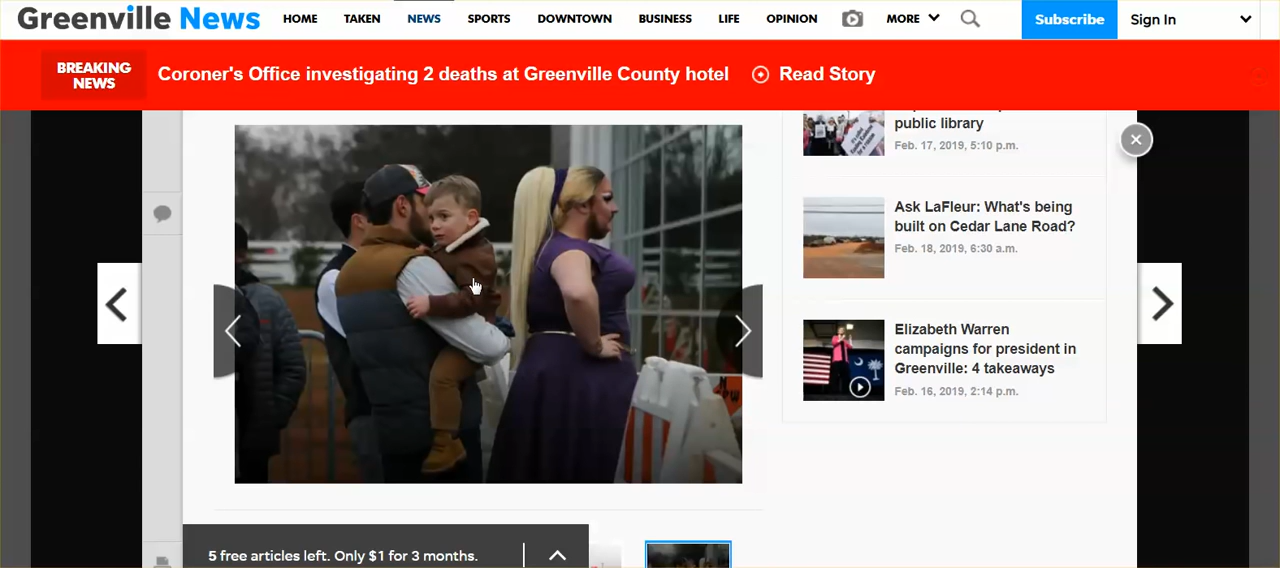 Greenville News
HOME TAKEN NEWS SPORTS DOWNTOWN BUSINESS LIFE OPINION MORE Subscribe Sign In
BREAKING
NEWS
Coroner's Office investigating 2 deaths at Greenville County hotel Read Story
public library
Feb. 17, 2019, 5:10 p.m.
Ask LaFleur: What's being
built on Cedar Lane Road?
Feb. 18, 2019, 6:30 a.m.
Elizabeth Warren
campaigns for president in
Greenville: 4 takeaways
Feb. 16, 2019, 2:14 p.m.
5 free articles left. Only $1 for 3 months.